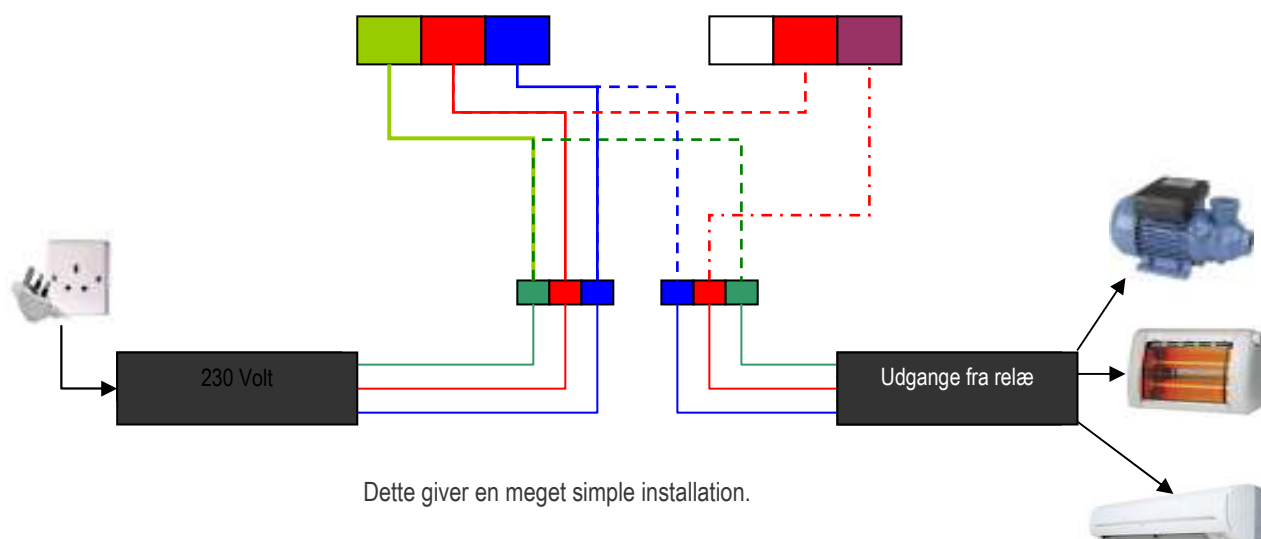 230 Volt
Udgange fra relæ
Dette giver en meget simple installation.